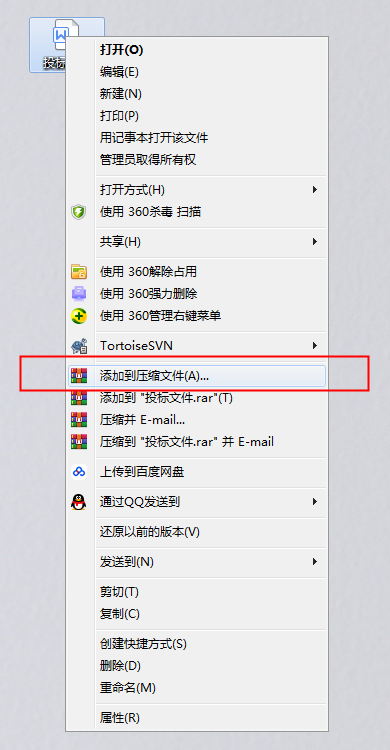 投标
打开(O)
编辑(E)
新建(N)
打印(P)
用记事本打开该文件
管理员取得所有权
打开方式(H)
使用 360杀毒 扫描
共享(H)
使用 360解除占用
使用 360强力删除
使用 360管理右键菜单
TortoiseSVN
添加到压缩文件(A)...
添加到 "投标文件.rar"(T)
压缩并 E-mail...
压缩到 "投标文件.rar" 并 E-mail
上传到百度网盘
通过QQ发送到
还原以前的版本(V)
发送到(N)
剪切(T)
复制(C)
创建快捷方式(S)
删除(D)
重命名(M)
属性(R)